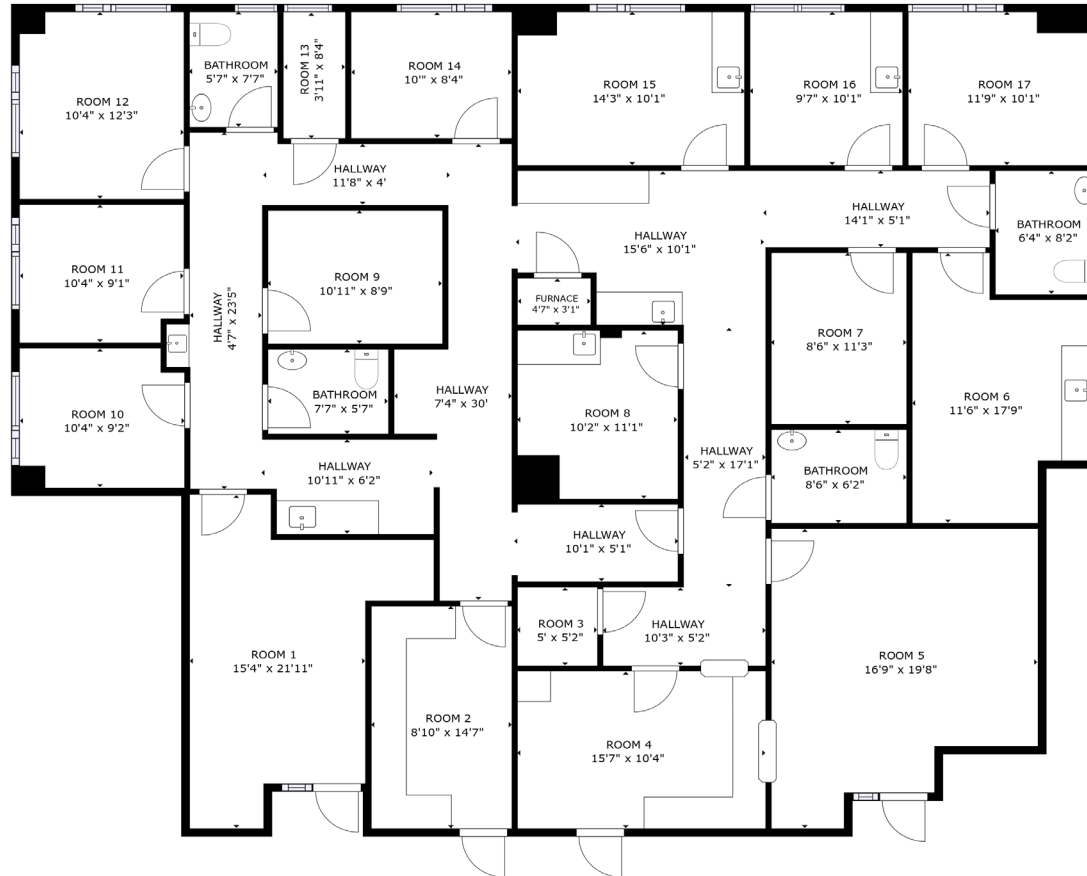 ROOM 12
10'4" x 12'3"
BATHROOM
5'7" x 7'7"
ROOM 13
3'11" x 8'4"
ROOM 14
10'" x 8'4"
ROOM 15
14'3" x 10'1"
ROOM 16
9'7" x 10'1"
ROOM 17
11'9" x 10'1"
HALLWAY
11'8" x 4'
HALLWAY
14'1" x 5'1"
BATHROOM
6'4" x 8'2"
HALLWAY
15'6" x 10'1"
ROOM 11
10'4" x 9'1"
HALLWAY
4'7" x 23'5"
ROOM 9
10'11" x 8'9"
FURNACE
4'7" x 3'1"
ROOM 7
8'6" x 11'3"
ROOM 6
11'6" x 17'9"
ROOM 10
10'4" x 9'2"
BATHROOM
7'7" x 5'7"
HALLWAY
7'4" x 30'
ROOM 8
10'2" x 11'1"
HALLWAY
5'2" x 17'1"
BATHROOM
8'6" x 6'2"
HALLWAY
10'11" x 6'2"
HALLWAY
10'1" x 5'1"
ROOM 3
5' x 5'2"
HALLWAY
10'3" x 5'2"
ROOM 1
15'4" x 21'11"
ROOM 5
16'9" x 19'8"
ROOM 2
8'10" x 14'7"
ROOM 4
15'7" x 10'4"